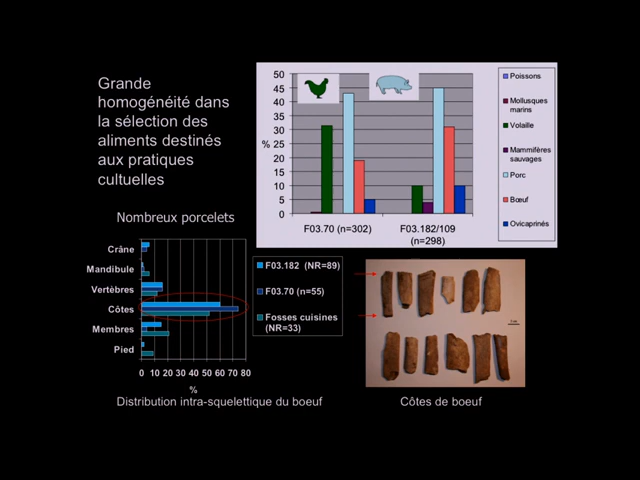 Grande
homogénéité dans
la sélection des
aliments destinés
aux pratiques
cultuelles
50
45
40
35
30
% 25
20
15
10
5
0
F03.70 (n=302)
F03.182/109
(n=298)
Poissons
Mollusques
marins
Volaille
Mammifères
sauvages
Porc
Bœuf
Ovicaprinés
Nombreux porcelets
Crâne
Mandibule
Vertèbres
Côtes
Membres
Pied
0 10 20 30 40 50 60 70 80
%
F03.182 (NR=89)
F03.70 (n=55)
Fosses cuisines
(NR=33)
Distribution intra-squelettique du boeuf
Côtes de boeuf